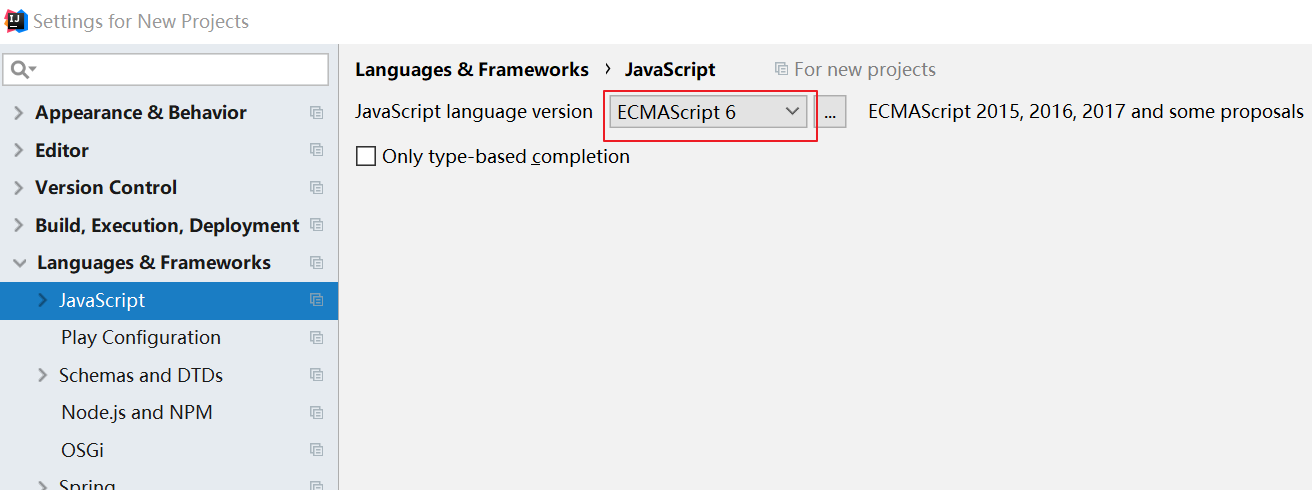 Settings for New Projects
Languages & Frameworks › JavaScript For new projects
JavaScript language version ECMAScript 6 ... ECMAScript 2015, 2016, 2017 and some proposals
Only type-based completion
Appearance & Behavior
Editor
Version Control
Build, Execution, Deployment
Languages & Frameworks
JavaScript
Play Configuration
Schemas and DTDs
Node.js and NPM
OSGi
Spring